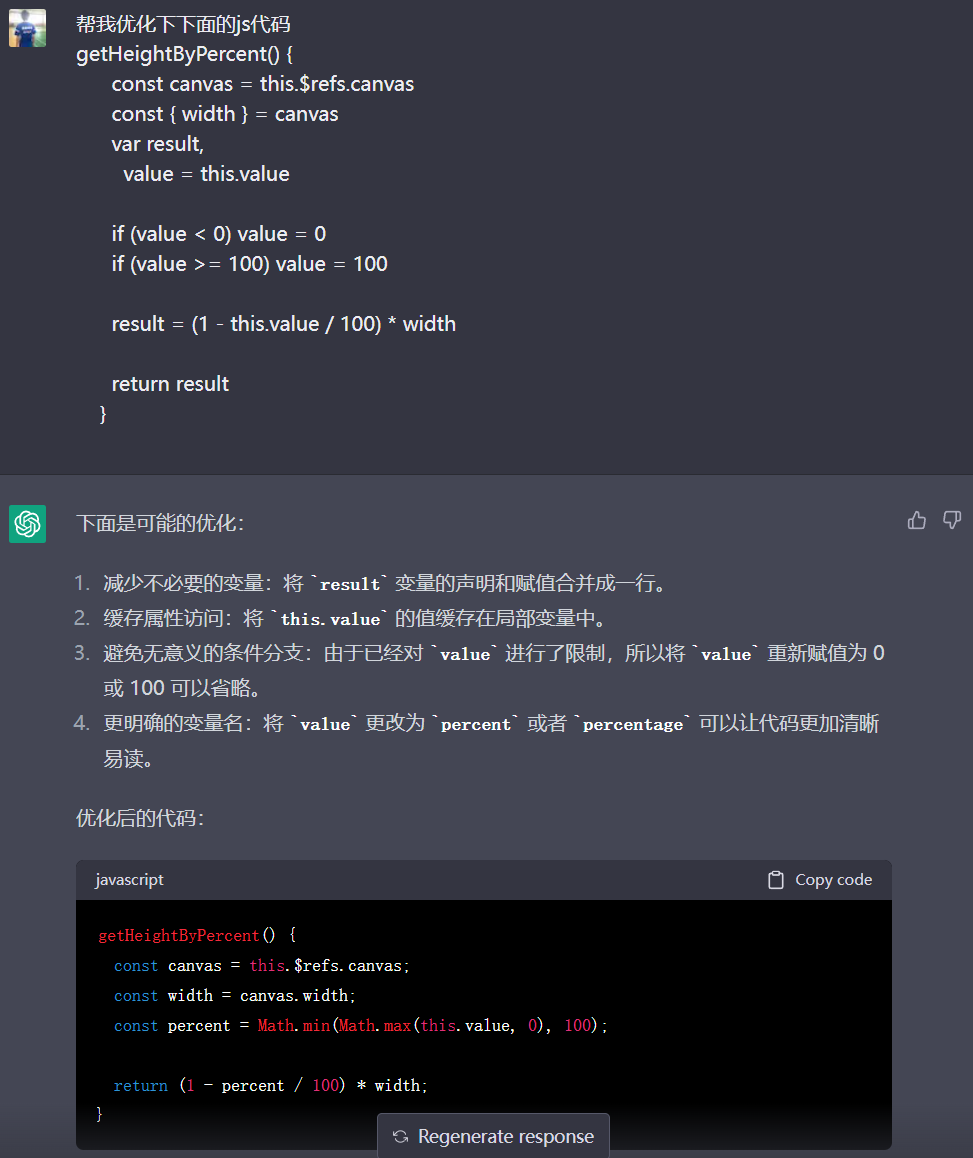 帮我优化下下面的js代码
getHeightByPercent() {
const canvas = this.$refs.canvas
const { width } = canvas
var result,
value = this.value
if (value < 0) value = 0
if (value >= 100) value = 100
result = (1 - this.value / 100) * width
return result
}
下面是可能的优化：
1. 减少不必要的变量：将 `result` 变量的声明和赋值合并成一行。
2. 缓存属性访问：将 `this.value` 的值缓存在局部变量中。
3. 避免无意义的条件分支：由于已经对 `value` 进行了限制，所以将 `value` 重新赋值为 0
或 100 可以省略。
4. 更明确的变量名：将 `value` 更改为 `percent` 或者 `percentage` 可以让代码更加清晰
易读。
优化后的代码：
javascript Copy code
getHeightByPercent() {
const canvas = this.$refs.canvas;
const width = canvas.width;
const percent = Math.min(Math.max(this.value, 0), 100);
return (1 - percent / 100) * width;
}
Regenerate response